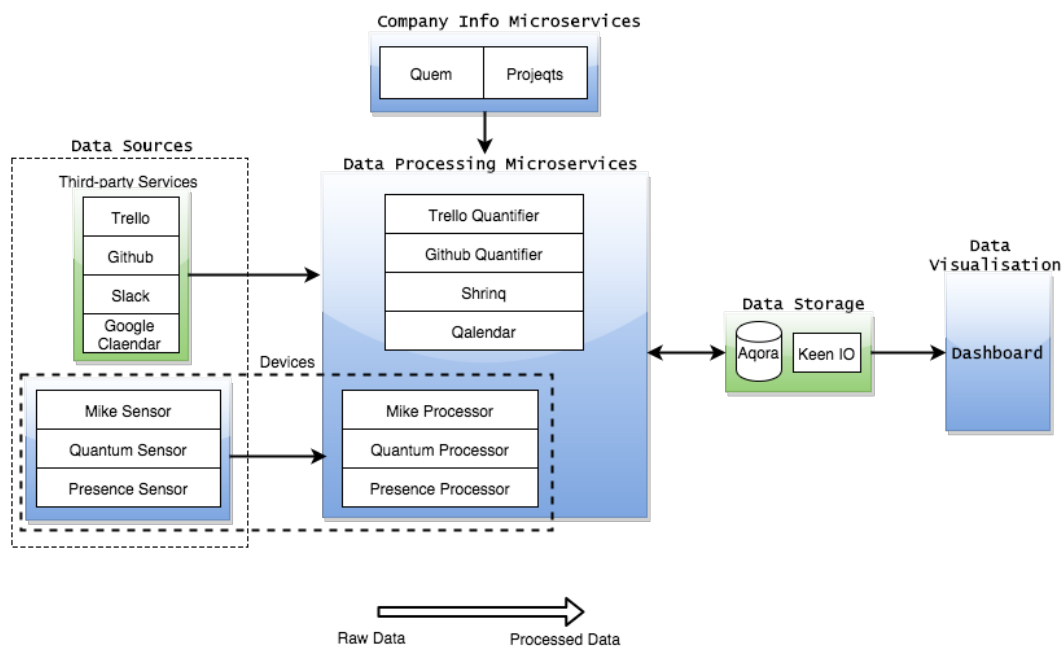 Company Info Microservices
Quem
Projeqts
Data Sources
Data Processing Microservices
Third-party Services
Trello
Github
Slack
Google
Claendar
Trello Quantifier
Github Quantifier
Shrinq
Qalendar
Data
Visualisation
Data Storage
Aqora
Keen IO
Dashboard
Devices
Mike Sensor
Quantum Sensor
Presence Sensor
Mike Processor
Quantum Processor
Presence Processor
Raw Data
Processed Data